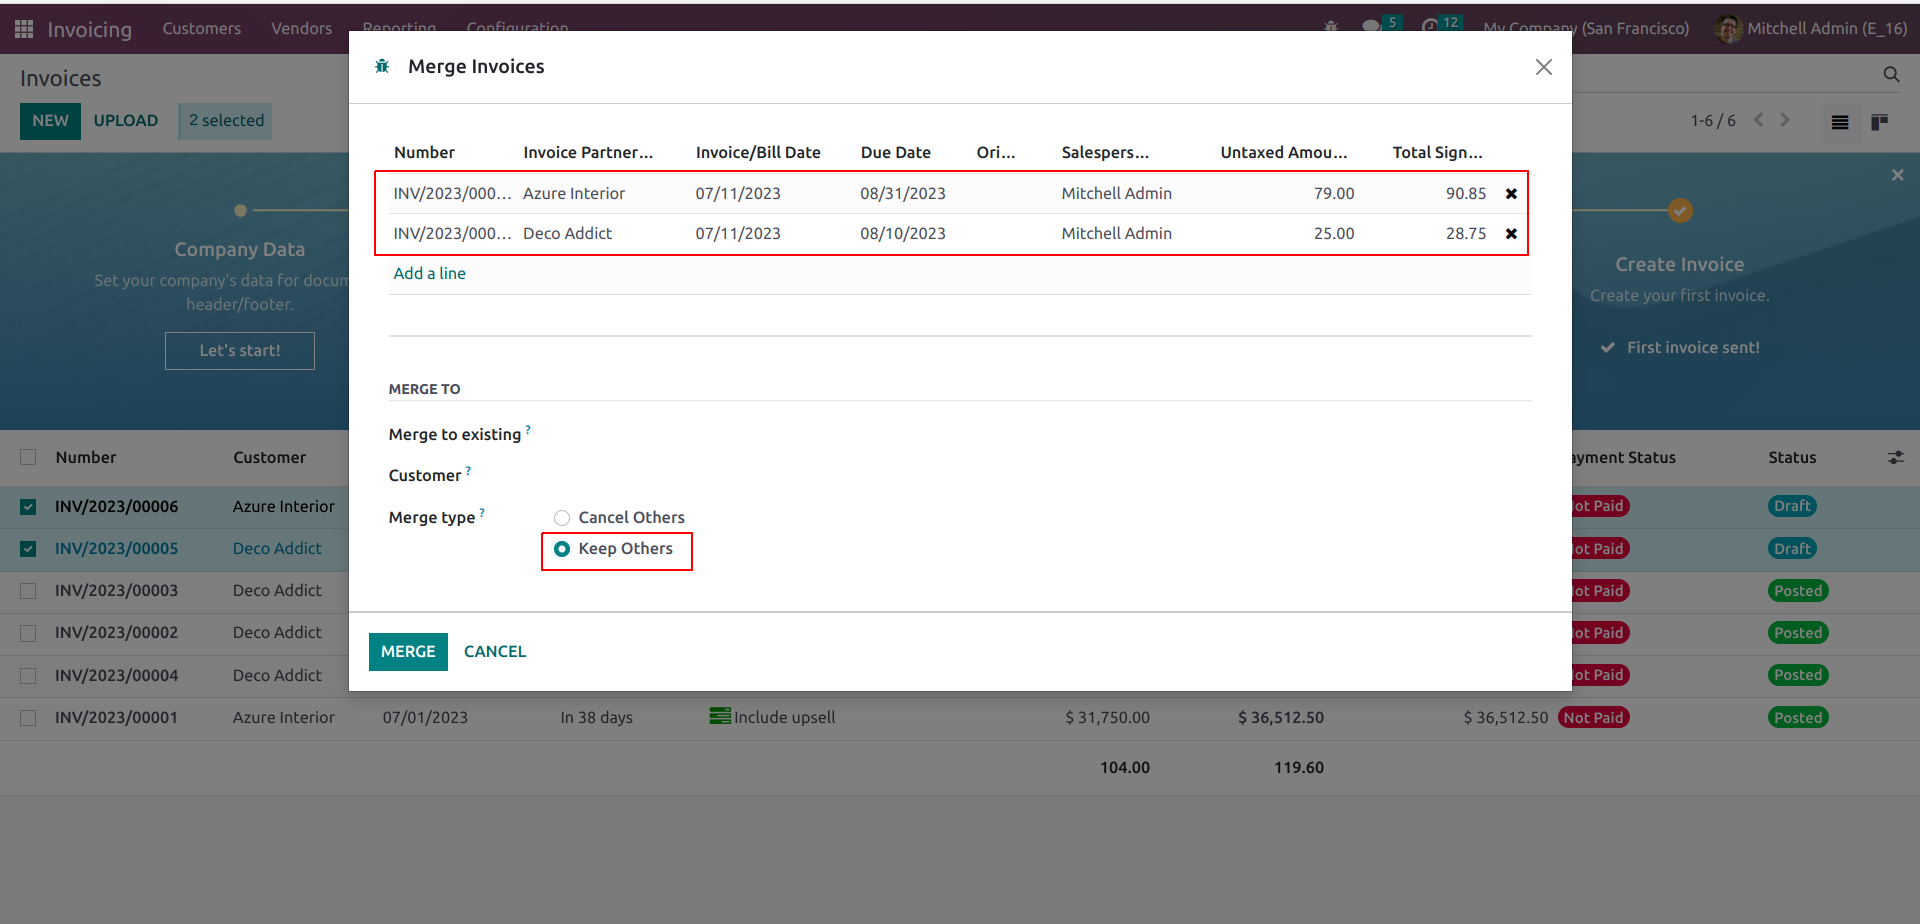 Invoicing Customers Vendors Reporting Configuration 5 12 My Company (San Francisco) Mitchell Admin (E_16)
Invoices
NEW UPLOAD 2 selected
1-6 / 6
Merge Invoices
Number Invoice Partner... Invoice/Bill Date Due Date Ori... Salespers... Untaxed Amou... Total Sign...
INV/2023/000... Azure Interior 07/11/2023 08/31/2023 Mitchell Admin 79.00 90.85
INV/2023/000... Deco Addict 07/11/2023 08/10/2023 Mitchell Admin 25.00 28.75
Add a line
MERGE TO
Merge to existing ?
Customer ?
Merge type ?
Cancel Others
Keep Others
MERGE CANCEL
Company Data
Set your company's data for docum
header/footer.
Let's start!
Create Invoice
Create your first invoice.
First invoice sent!
Number Customer ayment Status Status
INV/2023/00006 Azure Interior ot Paid Draft
INV/2023/00005 Deco Addict ot Paid Draft
INV/2023/00003 Deco Addict ot Paid Posted
INV/2023/00002 Deco Addict ot Paid Posted
INV/2023/00004 Deco Addict ot Paid Posted
INV/2023/00001 Azure Interior 07/01/2023 In 38 days Include upsell $ 31,750.00 $ 36,512.50 $ 36,512.50 Not Paid Posted
104.00 119.60